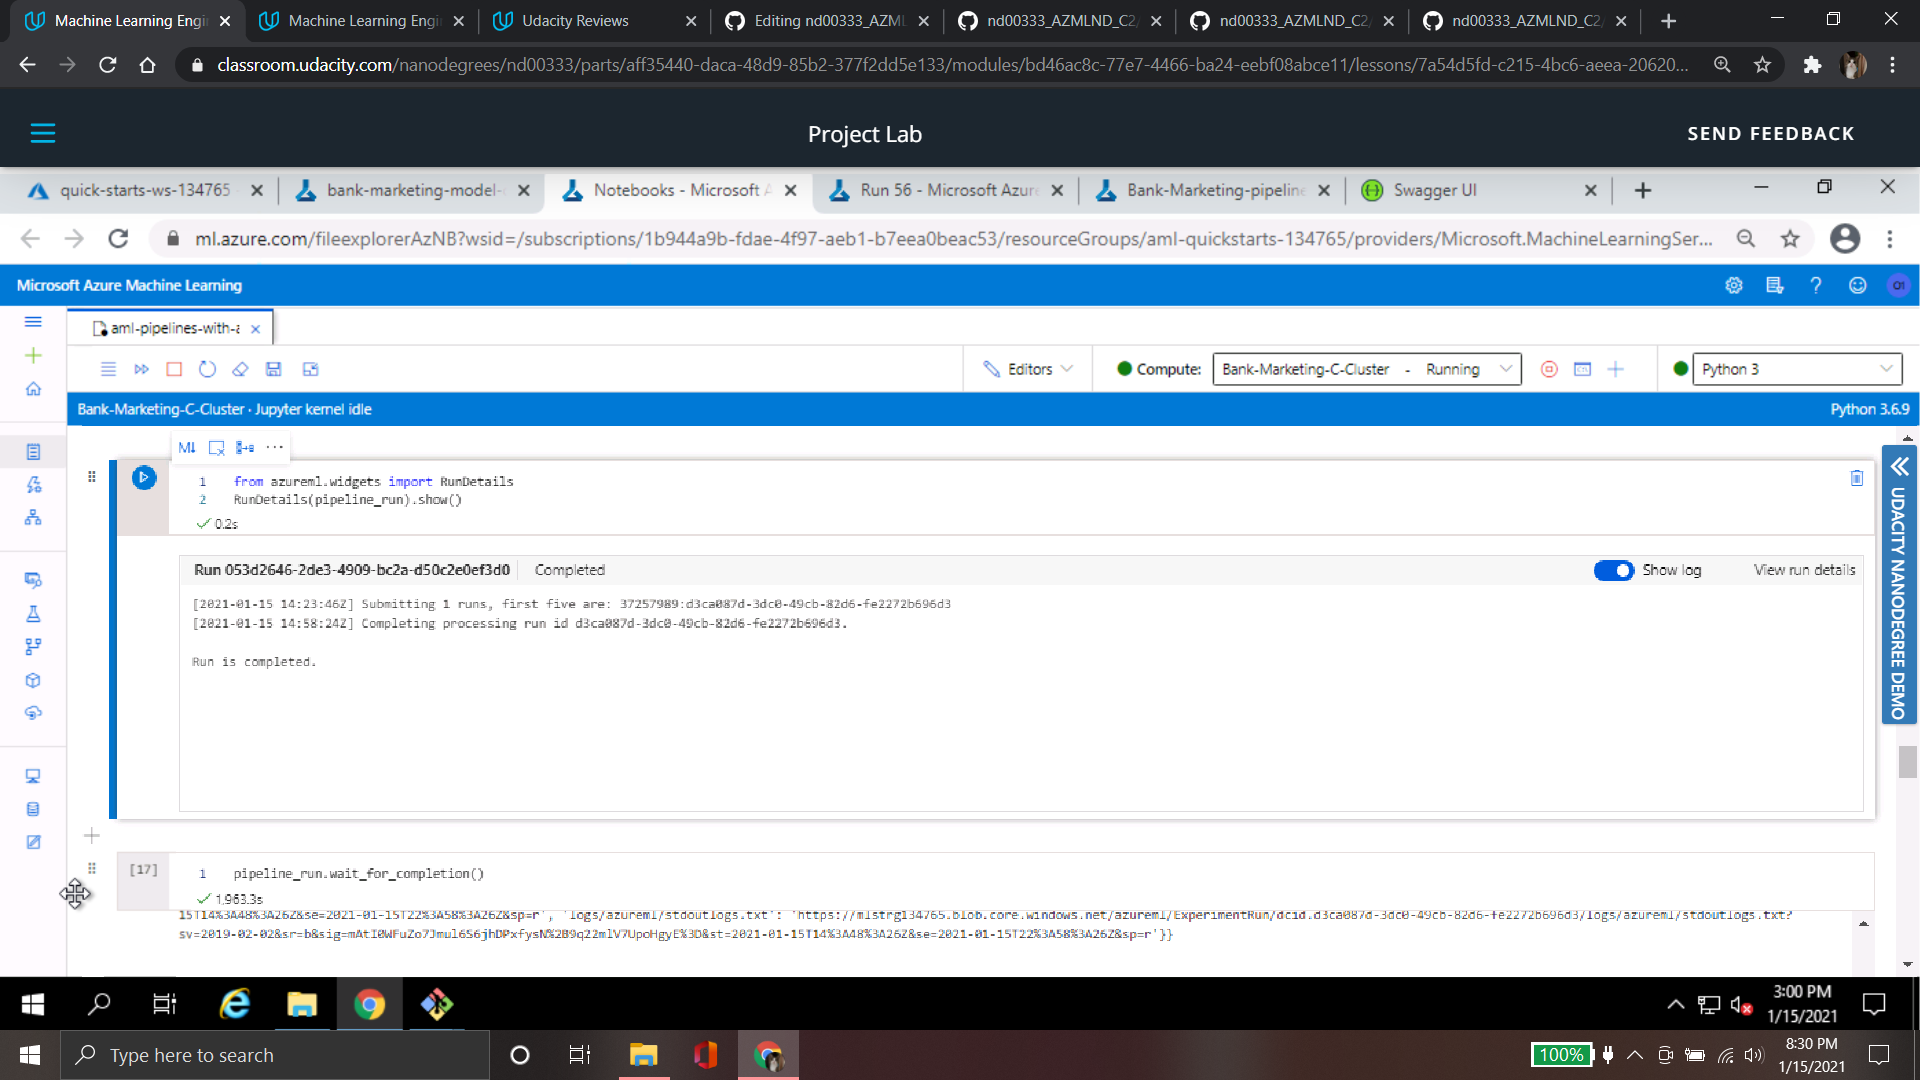 Machine Learning Engi
Machine Learning Engi
Udacity Reviews
Editing nd00333_AZML
nd00333_AZMLND_C2/
nd00333_AZMLND_C2/
nd00333_AZMLND_C2/
classroom.udacity.com/nanodegrees/nd00333/parts/aff35440-daca-48d9-85b2-377f2dd5e133/modules/bd46ac8c-77e7-4466-ba24-eebf08abce11/lessons/7a54d5fd-c215-4bc6-aeea-20620...
Project Lab
SEND FEEDBACK
quick-starts-ws-134765
bank-marketing-model-
Notebooks - Microsoft A
Run 56 - Microsoft Azure
Bank-Marketing-pipeline
Swagger UI
ml.azure.com/fileexplorerAzNB?wsid=/subscriptions/1b944a9b-fdae-4f97-aeb1-b7eea0beac53/resourceGroups/aml-quickstarts-134765/providers/Microsoft.MachineLearningSer...
Microsoft Azure Machine Learning
aml-pipelines-with-a
Editors
Compute:
Bank-Marketing-C-Cluster - Running
Python 3
Bank-Marketing-C-Cluster · Jupyter kernel idle
Python 3.6.9
M↓
1 from azureml.widgets import RunDetails
2 RunDetails(pipeline_run).show()
0.2s
Run 053d2646-2de3-4909-bc2a-d50c2e0ef3d0
Completed
Show log
View run details
[2021-01-15 14:23:46Z] Submitting 1 runs, first five are: 37257989:d3ca087d-3dc0-49cb-82d6-fe2272b696d3
[2021-01-15 14:58:24Z] Completing processing run id d3ca087d-3dc0-49cb-82d6-fe2272b696d3.
Run is completed.
UDACITY NANODEGREE DEMO
[17]
1 pipeline_run.wait_for_completion()
1,963.3s
15T14%3A48%3A26Z&se=2021-01-15T22%3A58%3A26Z&sp=r', 'logs/azureml/stdoutlogs.txt': 'https://mlstrg134765.blob.core.windows.net/azureml/ExperimentRun/dcid.d3ca087d-3dc0-49cb-82d6-fe2272b696d3/logs/azureml/stdoutlogs.txt?
sv=2019-02-02&sr=b&sig=mAtI0WFuZo7Jmul6S6jhDPxfysN%2B9q22mlV7UpoHgyE%3D&st=2021-01-15T14%3A48%3A26Z&se=2021-01-15T22%3A58%3A26Z&sp=r'}}
3:00 PM
1/15/2021
Type here to search
100%
8:30 PM
1/15/2021